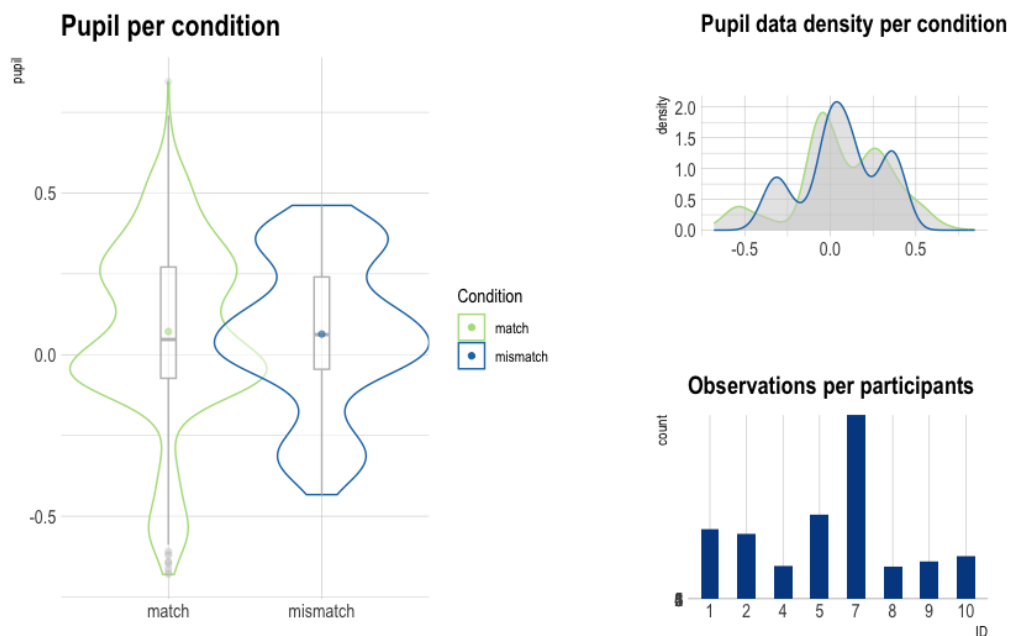 Pupil per condition
pupil
0.5
0.0
-0.5
match
mismatch
Condition
match
mismatch
Pupil data density per condition
density
2.0
1.5
1.0
0.5
0.0
-0.5 0.0 0.5
Observations per participants
count
1 2 4 5 7 8 9 10
ID